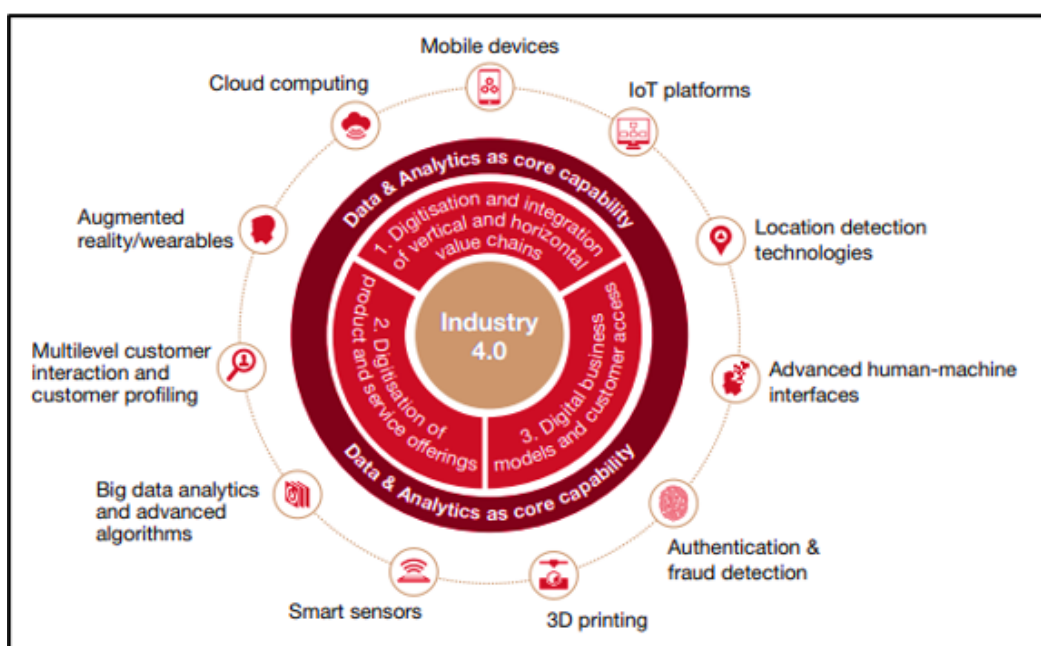 Mobile devices
Cloud computing
IoT platforms
Augmented
reality/wearables
Location detection
technologies
Multilevel customer
interaction and
customer profiling
Advanced human-machine
interfaces
Big data analytics
and advanced
algorithms
Authentication &
fraud detection
Smart sensors
3D printing
Data & Analytics as core capability
1. Digitisation and integration
of vertical and horizontal
value chains
2. Digitisation of
product and service offerings
3. Digital business
models and customer access
Industry
4.0
Data & Analytics as core capability